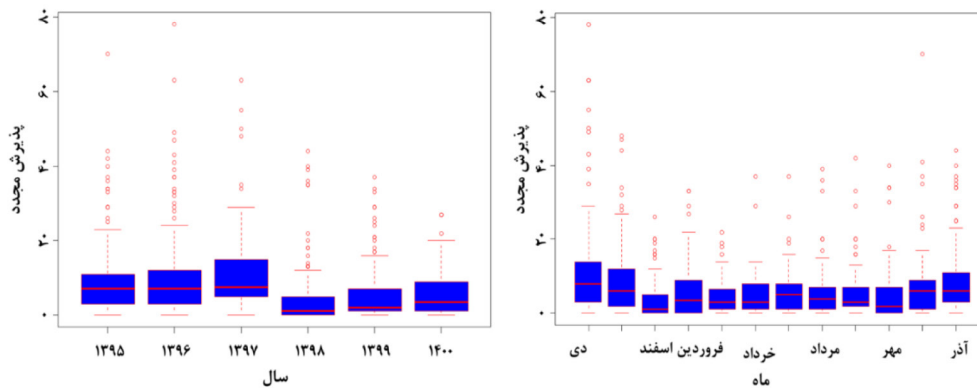 پذیرش مجدد
۸۰
۶۰
۴۰
۲۰
۰
۱۳۹۵ ۱۳۹۶ ۱۳۹۷ ۱۳۹۸ ۱۳۹۹ ۱۴۰۰
سال
پذیرش مجدد
۸۰
۶۰
۴۰
۲۰
۰
دی اسفند فروردین خرداد مرداد مهر آذر
ماه